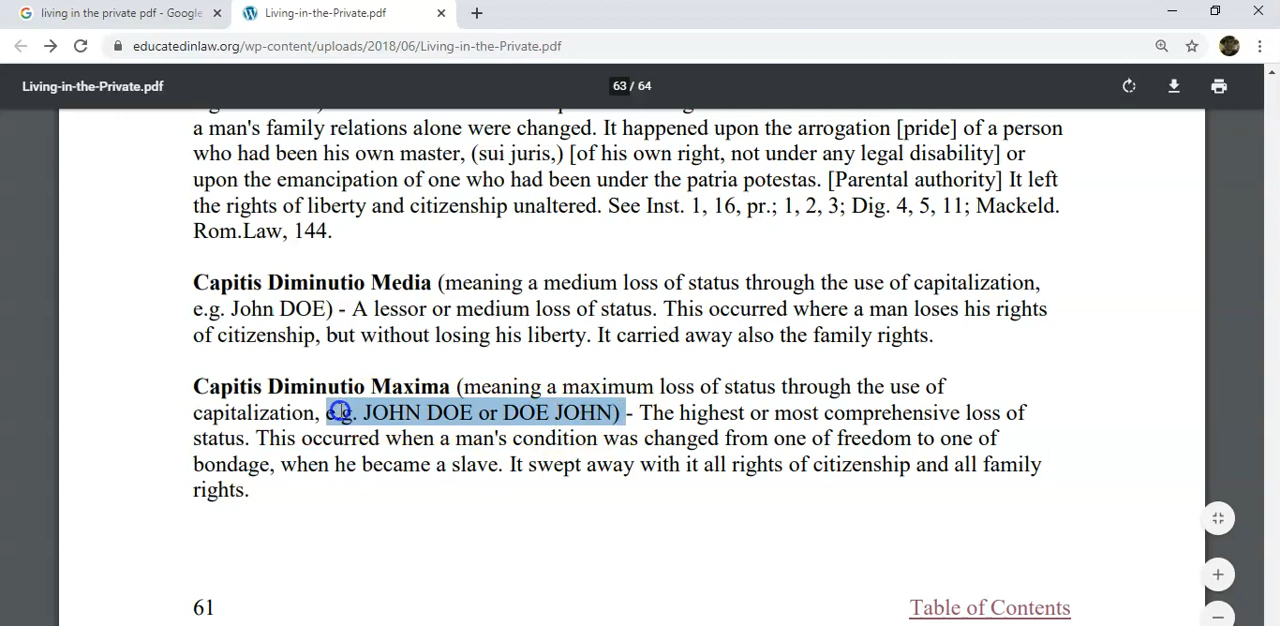 living in the private pdf - Google
Living-in-the-Private.pdf
educatedinlaw.org/wp-content/uploads/2018/06/Living-in-the-Private.pdf
Living-in-the-Private.pdf
63 / 64
a man's family relations alone were changed. It happened upon the arrogation [pride] of a person
who had been his own master, (sui juris,) [of his own right, not under any legal disability] or
upon the emancipation of one who had been under the patria potestas. [Parental authority] It left
the rights of liberty and citizenship unaltered. See Inst. 1, 16, pr.; 1, 2, 3; Dig. 4, 5, 11; Mackeld.
Rom.Law, 144.
Capitis Diminutio Media (meaning a medium loss of status through the use of capitalization,
e.g. John DOE) - A lessor or medium loss of status. This occurred where a man loses his rights
of citizenship, but without losing his liberty. It carried away also the family rights.
Capitis Diminutio Maxima (meaning a maximum loss of status through the use of
capitalization, e.g. JOHN DOE or DOE JOHN) - The highest or most comprehensive loss of
status. This occurred when a man's condition was changed from one of freedom to one of
bondage, when he became a slave. It swept away with it all rights of citizenship and all family
rights.
61
Table of Contents